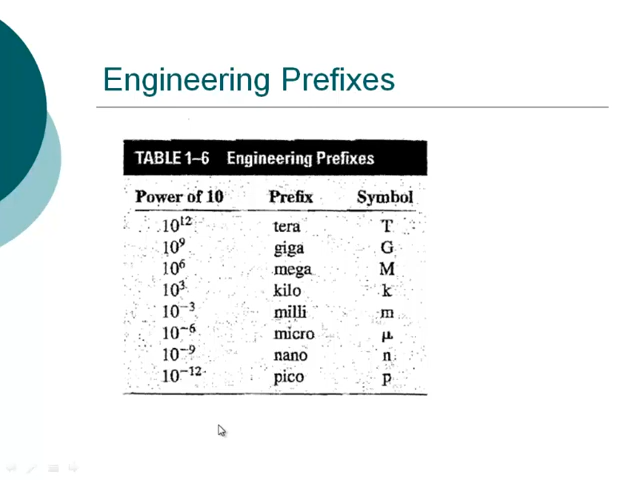 Engineering Prefixes
TABLE 1–6 Engineering Prefixes
Power of 10 Prefix Symbol
10¹² tera T
10⁹ giga G
10⁶ mega M
10³ kilo k
10⁻³ milli m
10⁻⁶ micro μ
10⁻⁹ nano n
10⁻¹² pico p